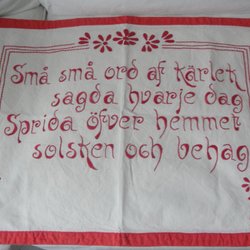 Små små ord af kärlek
sagda hvarje dag
Sprida öfver hemmet
solsken och behag